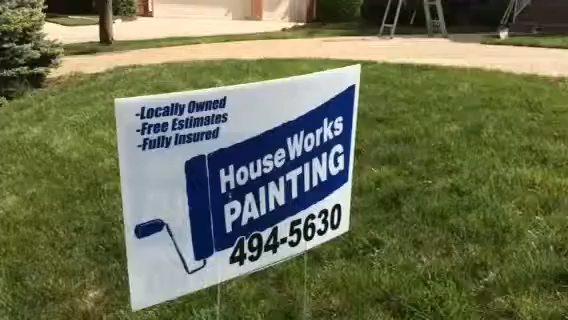 -Locally Owned
-Free Estimates
-Fully Insured
House Works
PAINTING
494-5630